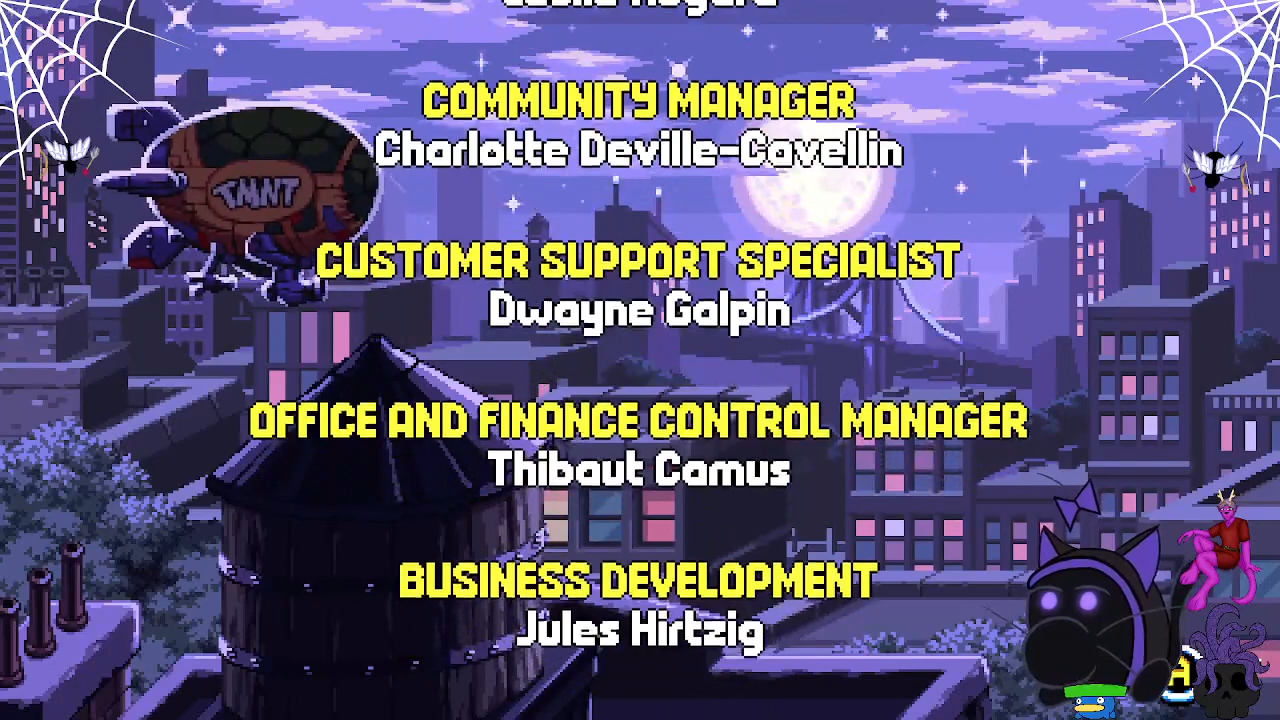 COMMUNITY MANAGER
Charlotte Deville-Cavellin
TMNT
CUSTOMER SUPPORT SPECIALIST
Dwayne Galpin
OFFICE AND FINANCE CONTROL MANAGER
Thibaut Camus
BUSINESS DEVELOPMENT
Jules Hirtzig
A